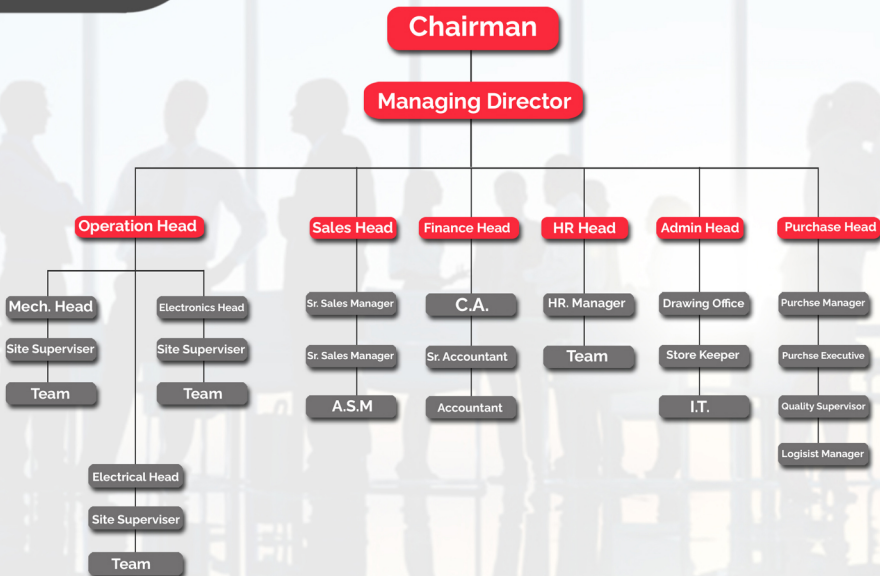 Chairman
Managing Director
Operation Head
Sales Head
Finance Head
HR Head
Admin Head
Purchase Head
Mech. Head
Site Superviser
Team
Electronics Head
Site Superviser
Team
Electrical Head
Site Superviser
Team
Sr. Sales Manager
Sr. Sales Manager
A.S.M
C.A.
Sr. Accountant
Accountant
HR. Manager
Team
Drawing Office
Store Keeper
I.T.
Purchse Manager
Purchse Executive
Quality Supervisor
Logisist Manager